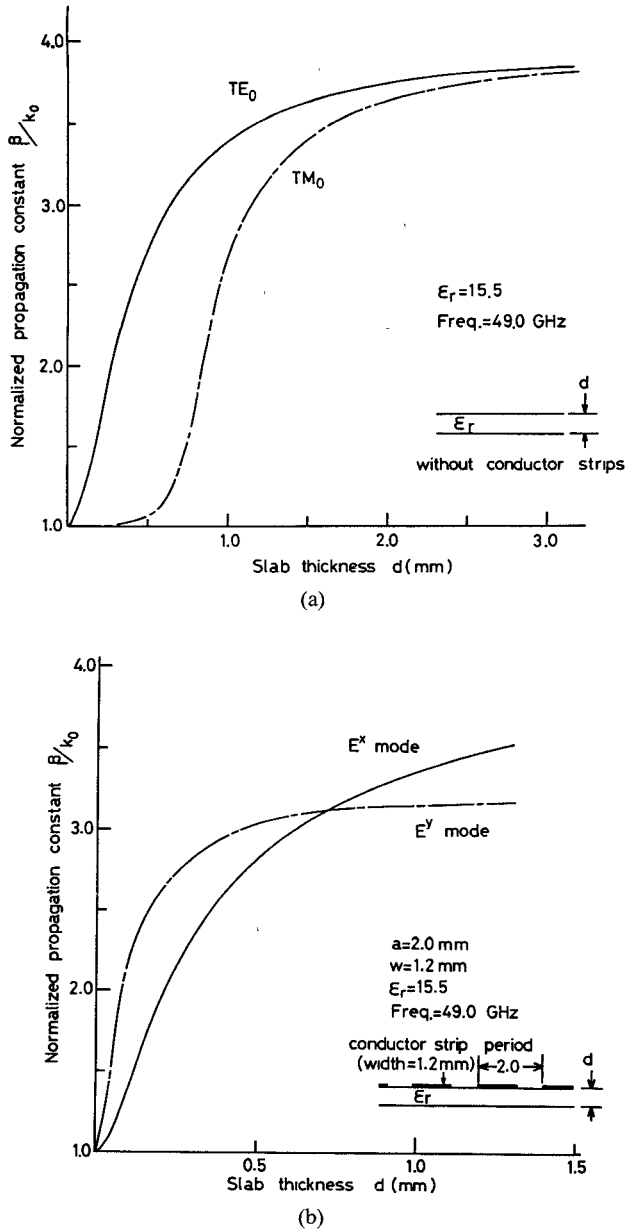 4.0
TE₀
TM₀
3.0
Normalized propagation constant β/k₀
εr=15.5
Freq.=49.0 GHz
2.0
d
εr
without conductor strips
1.0
1.0
2.0
3.0
Slab thickness d(mm)
(a)
4.0
Eˣ mode
Eʸ mode
3.0
Normalized propagation constant β/k₀
a=2.0 mm
w=1.2 mm
εr=15.5
Freq.=49.0 GHz
2.0
conductor strip period
(width=1.2mm) 2.0
d
εr
1.0
0.5
1.0
1.5
Slab thickness d(mm)
(b)